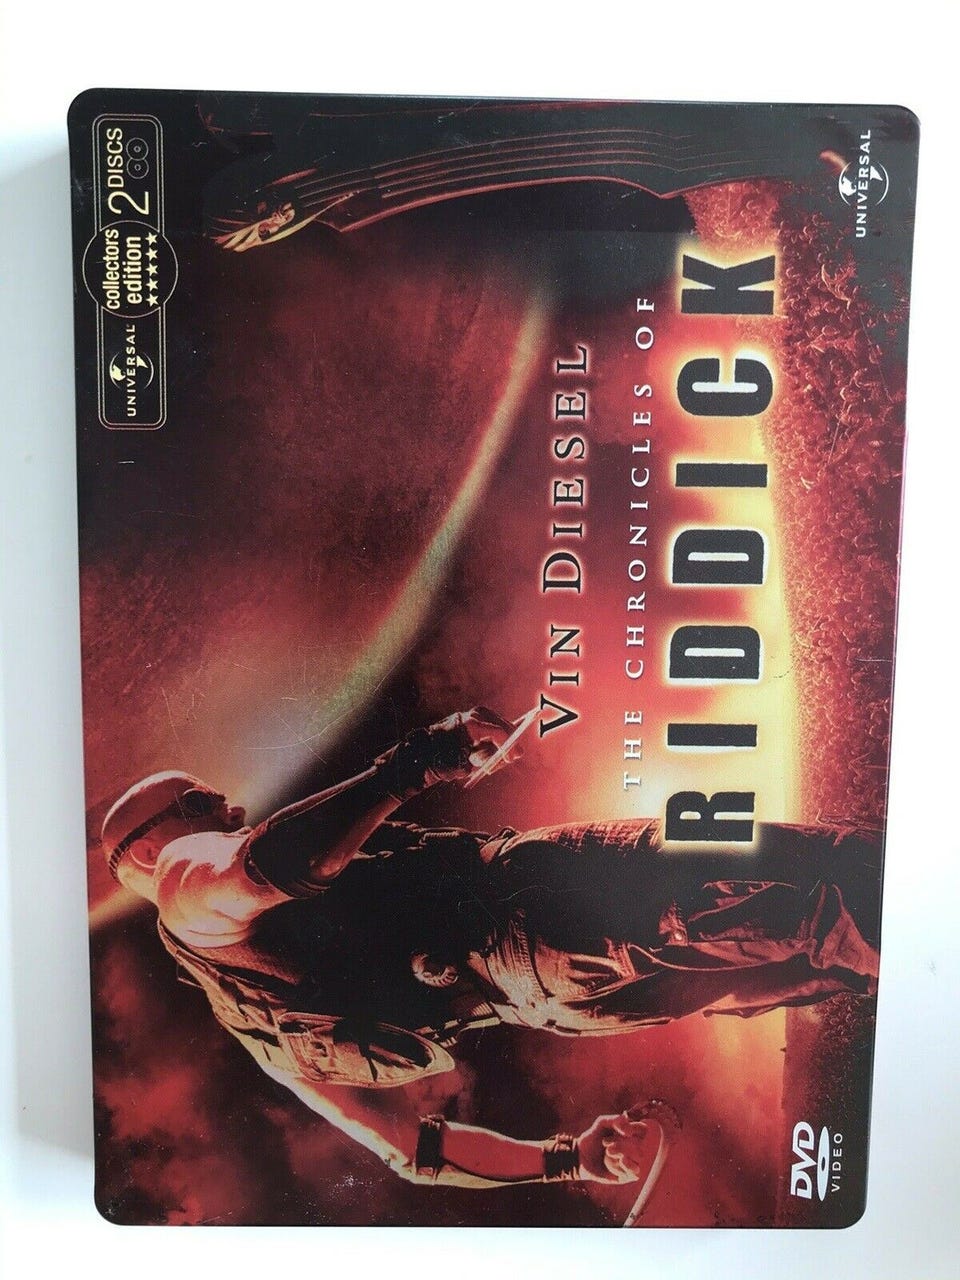 UNIVERSAL
collectors
edition
★★★★★
2 DISCS
VIN DIESEL
THE CHRONICLES OF
RIDDICK
DVD
VIDEO
UNIVERSAL